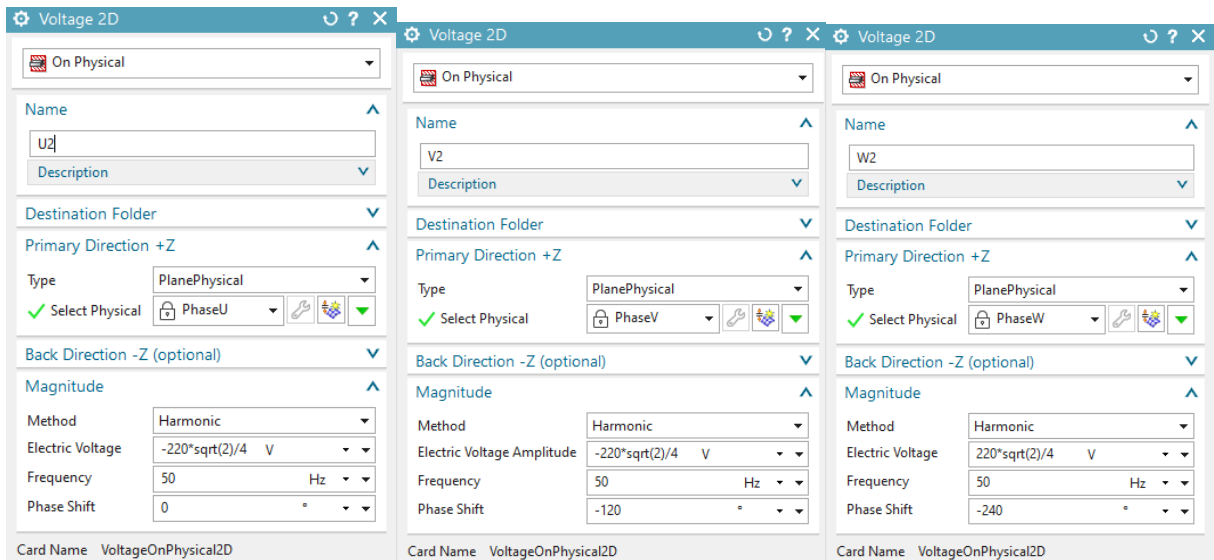 Voltage 2D
On Physical
Name
U2
Description
Destination Folder
Primary Direction +Z
Type PlanePhysical
Select Physical PhaseU
Back Direction -Z (optional)
Magnitude
Method Harmonic
Electric Voltage -220*sqrt(2)/4 V
Frequency 50 Hz
Phase Shift 0 °
Card Name VoltageOnPhysical2D
Voltage 2D
On Physical
Name
V2
Description
Destination Folder
Primary Direction +Z
Type PlanePhysical
Select Physical PhaseV
Back Direction -Z (optional)
Magnitude
Method Harmonic
Electric Voltage Amplitude -220*sqrt(2)/4 V
Frequency 50 Hz
Phase Shift -120 °
Card Name VoltageOnPhysical2D
Voltage 2D
On Physical
Name
W2
Description
Destination Folder
Primary Direction +Z
Type PlanePhysical
Select Physical PhaseW
Back Direction -Z (optional)
Magnitude
Method Harmonic
Electric Voltage 220*sqrt(2)/4 V
Frequency 50 Hz
Phase Shift -240 °
Card Name VoltageOnPhysical2D